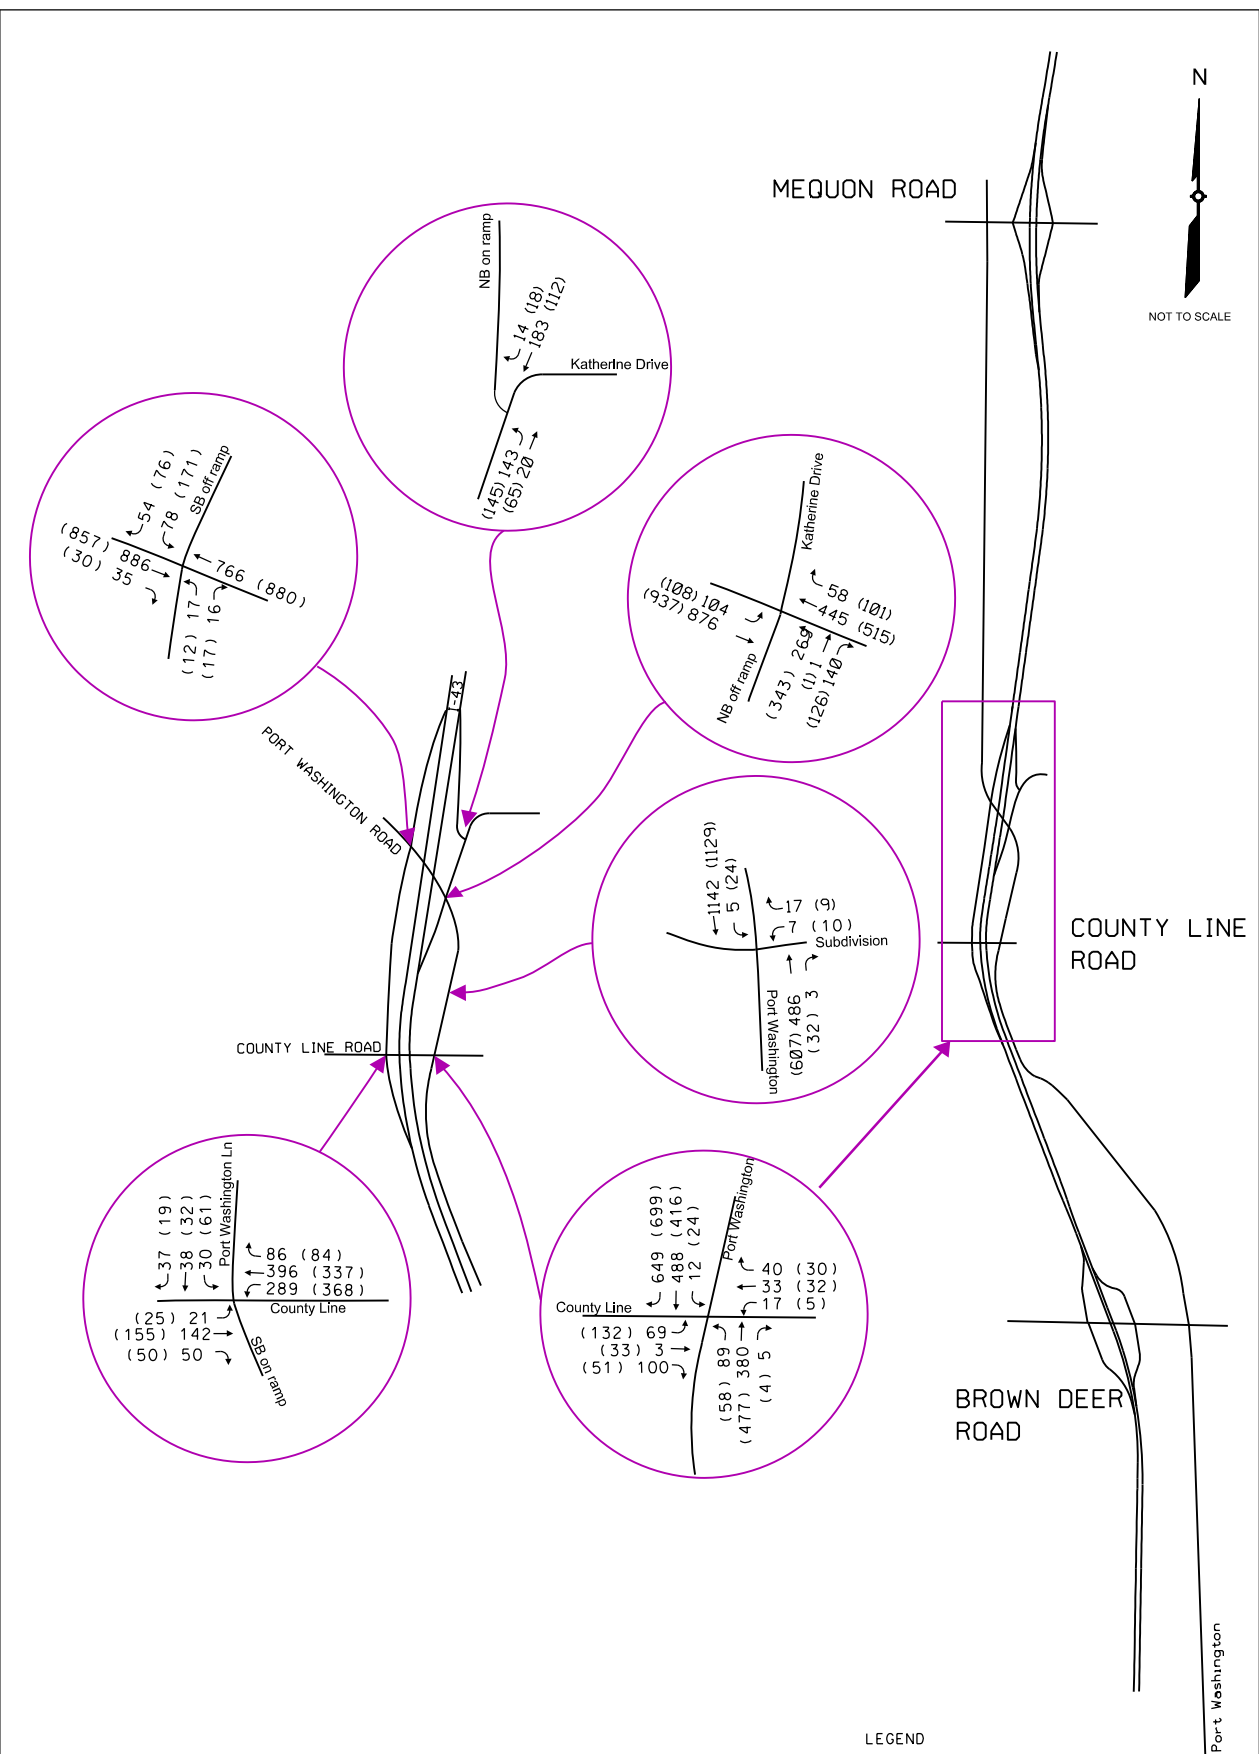 N
NOT TO SCALE
MEQUON ROAD
NB on ramp
14 (18)
183 (112)
Katherine Drive
(145) 143
(65) 20
54 (76)
78 (171)
SB off ramp
(857) 886
(30) 35
766 (880)
(12) 17
(17) 16
Katherine Drive
(108) 104
(937) 876
58 (101)
445 (515)
NB off ramp
(343) 269
(1) 1
(126) 140
I-43
PORT WASHINGTON ROAD
1142 (1129)
5 (24)
17 (9)
7 (10)
Subdivision
Port Washington
(607) 486
(32) 3
COUNTY LINE
ROAD
COUNTY LINE ROAD
37 (19)
38 (32)
30 (61)
Port Washington Ln
86 (84)
396 (337)
289 (368)
County Line
(25) 21
(155) 142
(50) 50
SB on ramp
649 (699)
488 (416)
12 (24)
Port Washington
40 (30)
33 (32)
17 (5)
County Line
(132) 69
(33) 3
(51) 100
(58) 89
(477) 380
(4) 5
BROWN DEER
ROAD
Port Washington
LEGEND